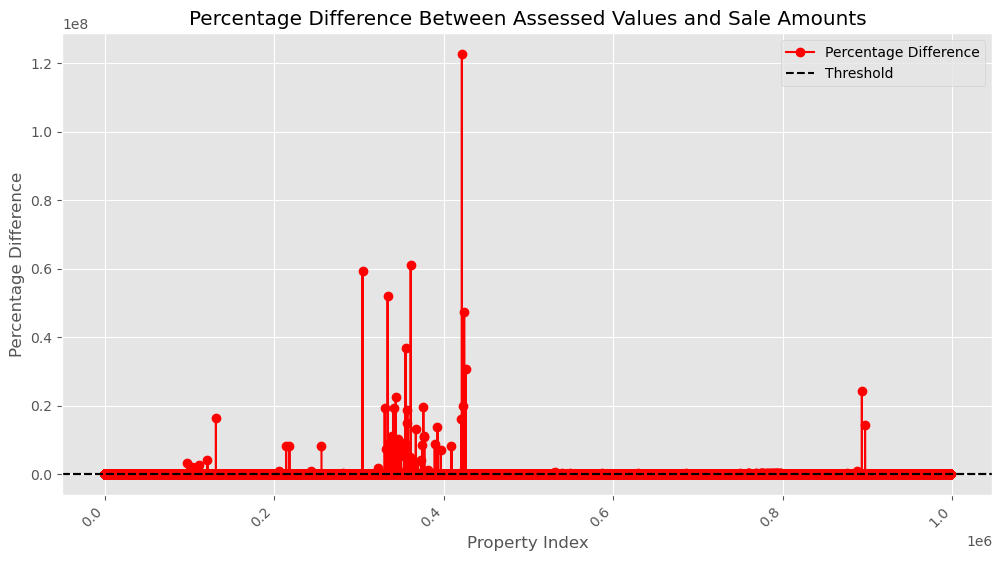 Percentage Difference Between Assessed Values and Sale Amounts
1e8
Percentage Difference
Threshold
1.2
1.0
0.8
0.6
0.4
0.2
0.0
Percentage Difference
0.0
0.2
0.4
0.6
0.8
1.0
Property Index
1e6